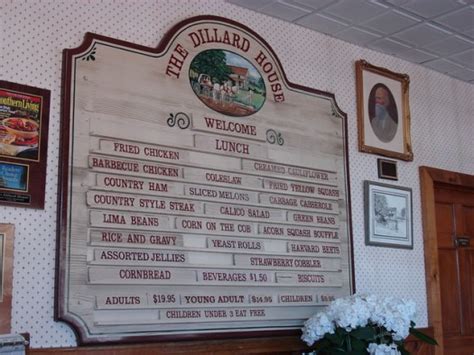 THE DILLARD HOUSE
WELCOME
LUNCH
FRIED CHICKEN
CREAMED CAULIFLOWER
BARBECUE CHICKEN
COLESLAW
FRIED YELLOW SQUASH
COUNTRY HAM
SLICED MELONS
CABBAGE CASSEROLE
COUNTRY STYLE STEAK
CALICO SALAD
GREEN BEANS
LIMA BEANS
CORN ON THE COB
ACORN SQUASH SOUFFLE
RICE AND GRAVY
YEAST ROLLS
HARVARD BEETS
ASSORTED JELLIES
STRAWBERRY COBBLER
CORNBREAD
BEVERAGES $1.50
BISCUITS
ADULTS $19.95 YOUNG ADULT $14.95 CHILDREN
CHILDREN UNDER 3 EAT FREE
Southern Living